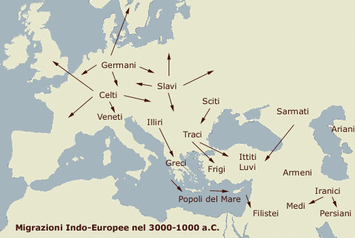 Germani
Slavi
Celti
Sciti
Veneti
Illiri
Sarmati
Traci
Ariani
Greci
Frigi
Ittiti
Luvi
Armeni
Iranici
Popoli del Mare
Medi
Filistei
Persiani
Migrazioni Indo-Europee nel 3000-1000 a.C.